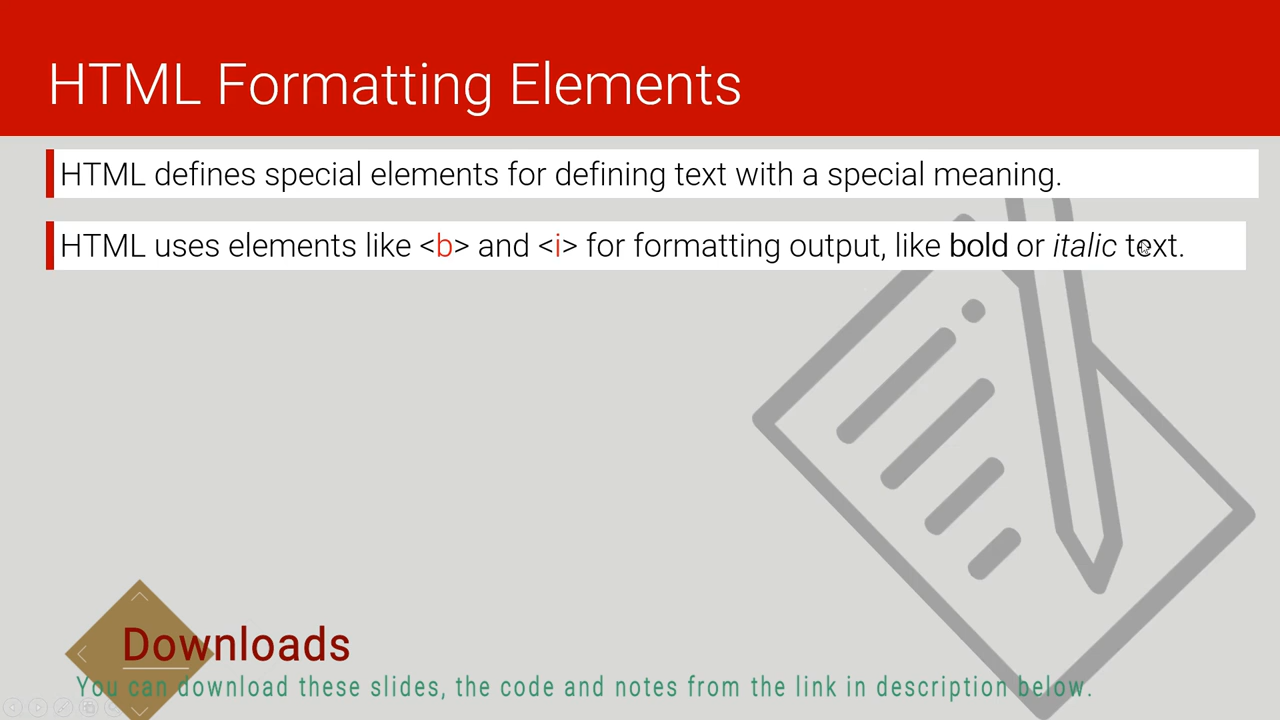 HTML Formatting Elements
HTML defines special elements for defining text with a special meaning.
HTML uses elements like <b> and <i> for formatting output, like bold or italic text.
Downloads
You can download these slides, the code and notes from the link in description below.